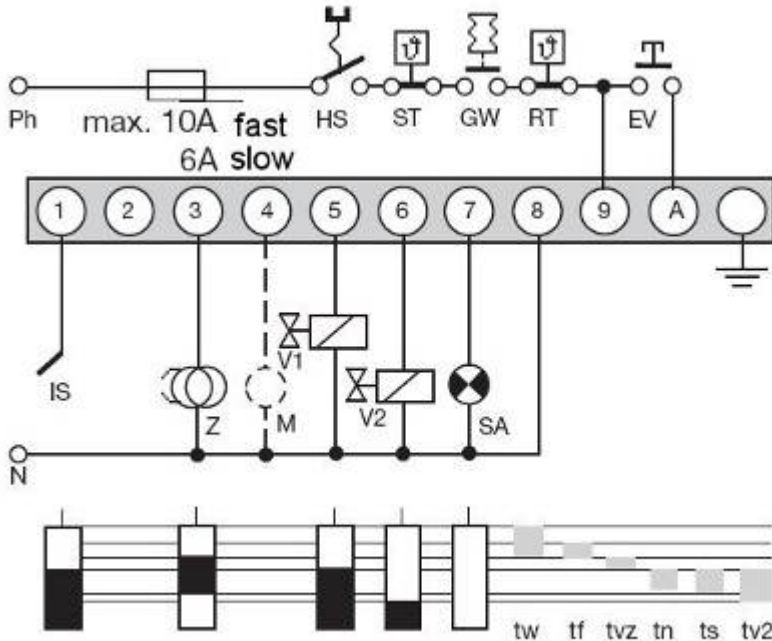 Ph max. 10A fast HS ST GW RT EV
6A slow
1 2 3 4 5 6 7 8 9 A
V1
IS Z M V2 SA
N
tw tf tvz tn ts tv2